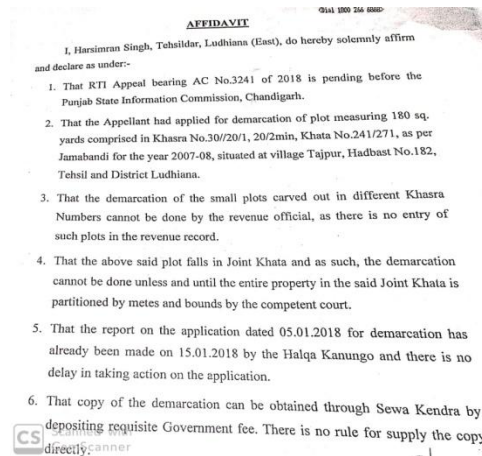 AFFIDAVIT
I, Harsimran Singh, Tehsildar, Ludhiana (East), do hereby solemnly affirm
and declare as under:-
1. That RTI Appeal bearing AC No.3241 of 2018 is pending before the
Punjab State Information Commission, Chandigarh.
2. That the Appellant had applied for demarcation of plot measuring 180 sq.
yards comprised in Khasra No.30//20/1, 20/2min, Khata No.241/271, as per
Jamabandi for the year 2007-08, situated at village Tajpur, Hadbast No.182,
Tehsil and District Ludhiana.
3. That the demarcation of the small plots carved out in different Khasra
Numbers cannot be done by the revenue official, as there is no entry of
such plots in the revenue record.
4. That the above said plot falls in Joint Khata and as such, the demarcation
cannot be done unless and until the entire property in the said Joint Khata is
partitioned by metes and bounds by the competent court.
5. That the report on the application dated 05.01.2018 for demarcation has
already been made on 15.01.2018 by the Halqa Kanungo and there is no
delay in taking action on the application.
6. That copy of the demarcation can be obtained through Sewa Kendra by
depositing requisite Government fee. There is no rule for supply the copy
directly.
CS Scanned with
CamScanner